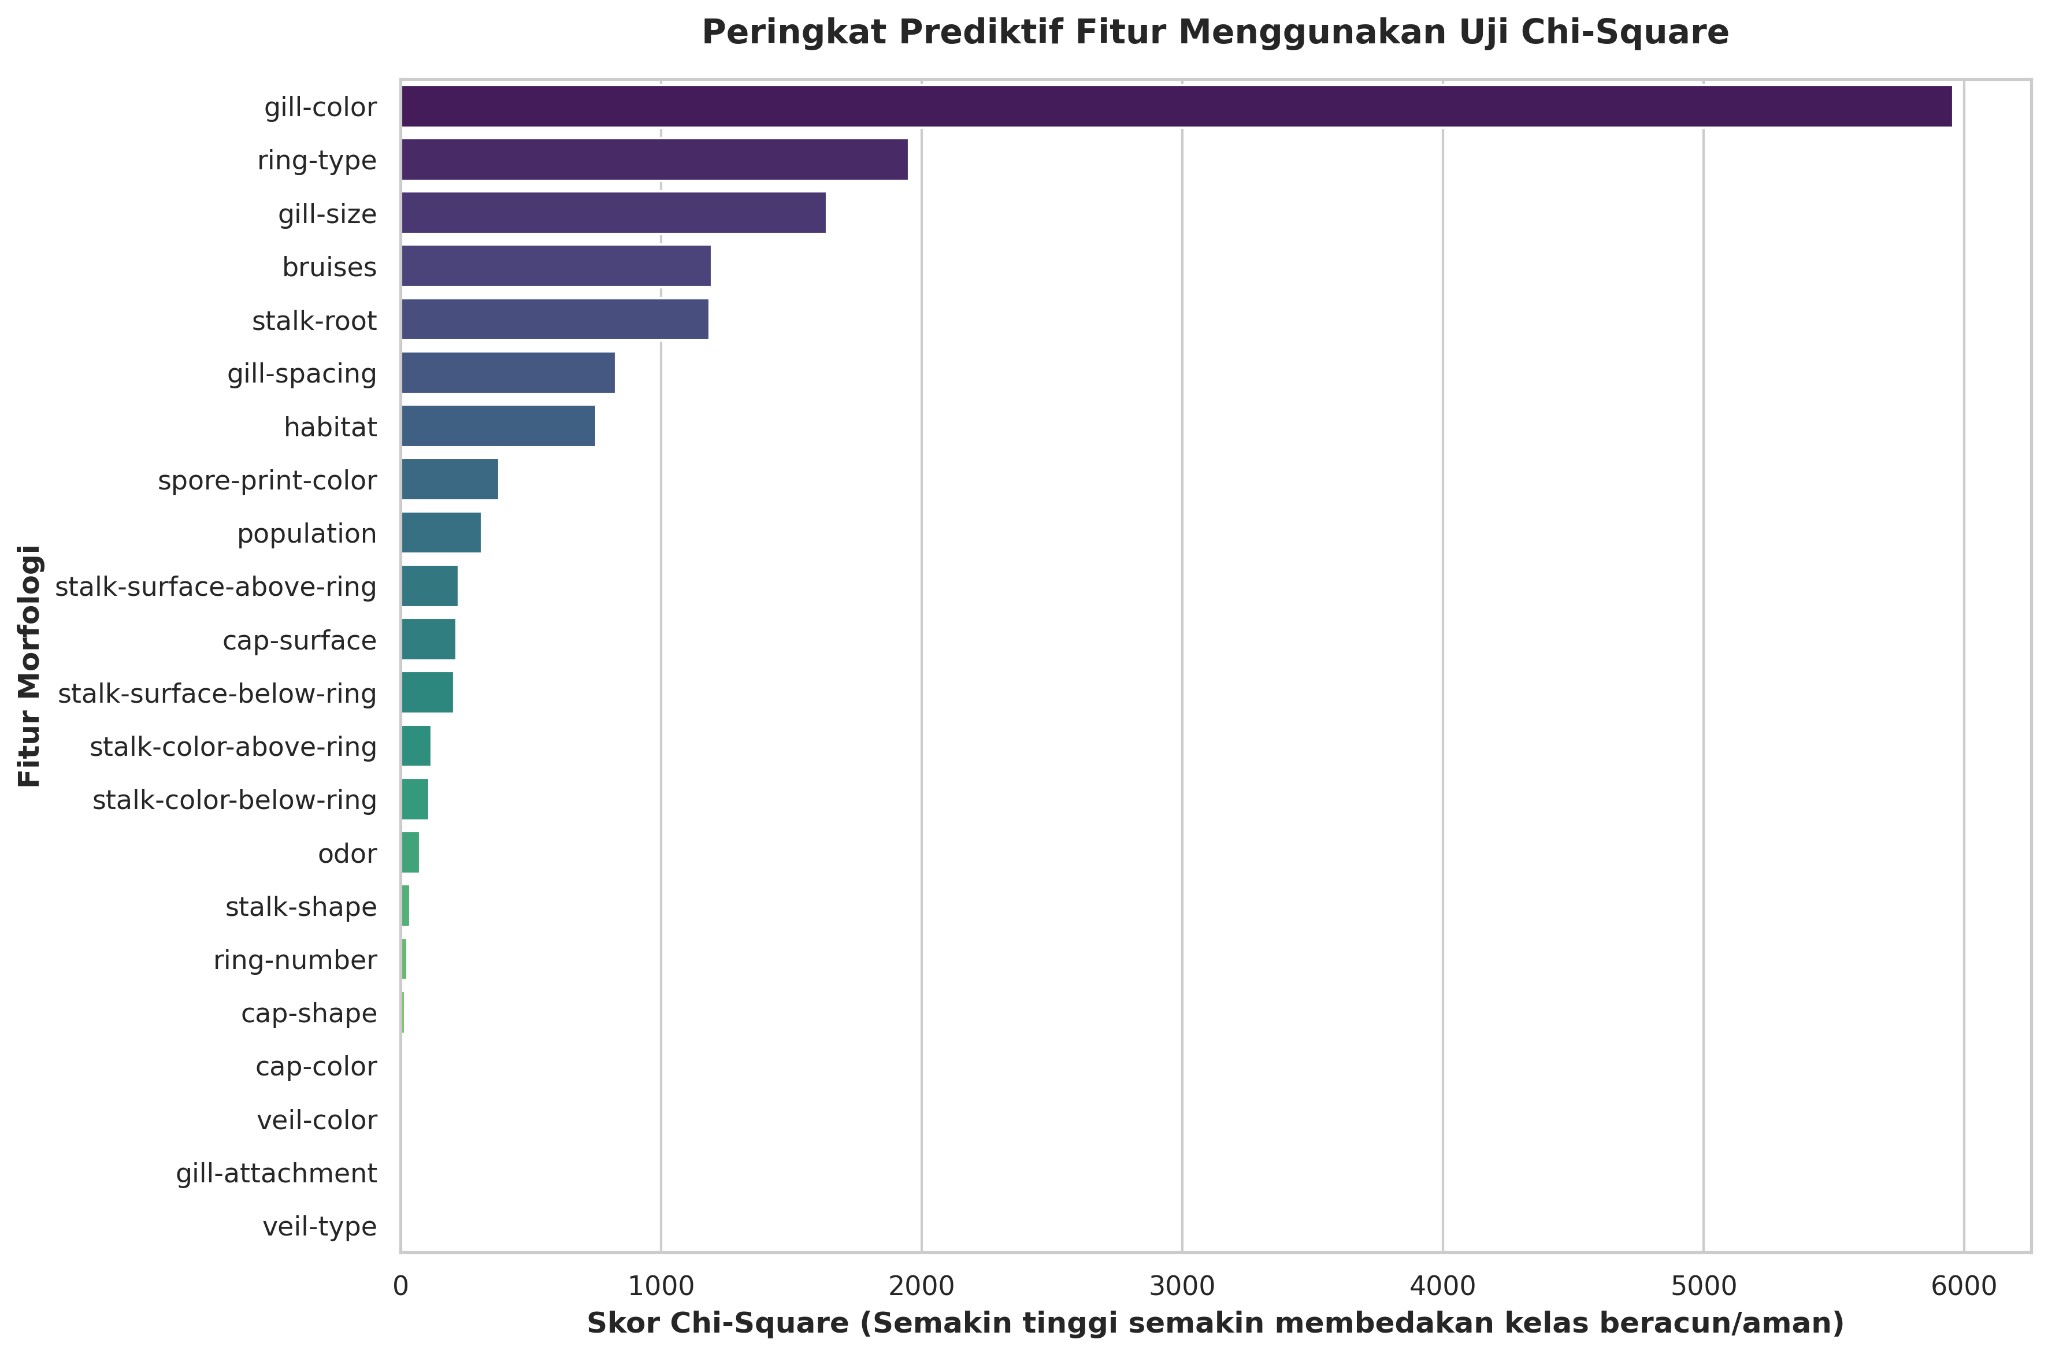 Peringkat Prediktif Fitur Menggunakan Uji Chi-Square
Fitur Morfologi
gill-color
ring-type
gill-size
bruises
stalk-root
gill-spacing
habitat
spore-print-color
population
stalk-surface-above-ring
cap-surface
stalk-surface-below-ring
stalk-color-above-ring
stalk-color-below-ring
odor
stalk-shape
ring-number
cap-shape
cap-color
veil-color
gill-attachment
veil-type
0 1000 2000 3000 4000 5000 6000
Skor Chi-Square (Semakin tinggi semakin membedakan kelas beracun/aman)